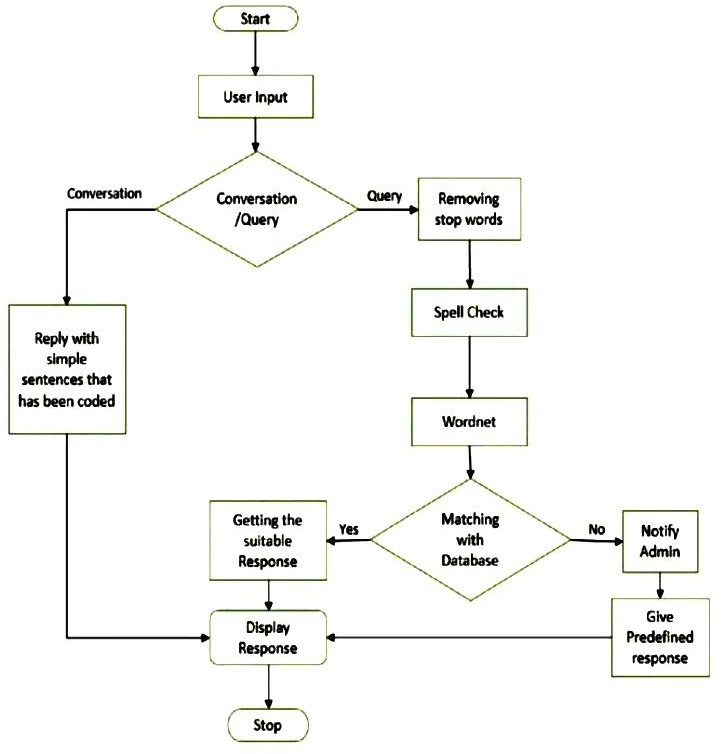 Start
User Input
Conversation
Conversation
/Query
Query
Removing
stop words
Spell Check
Reply with
simple
sentences that
has been coded
Wordnet
Matching
with
Database
Yes
No
Getting the
suitable
Response
Notify
Admin
Display
Response
Give
Predefined
response
Stop